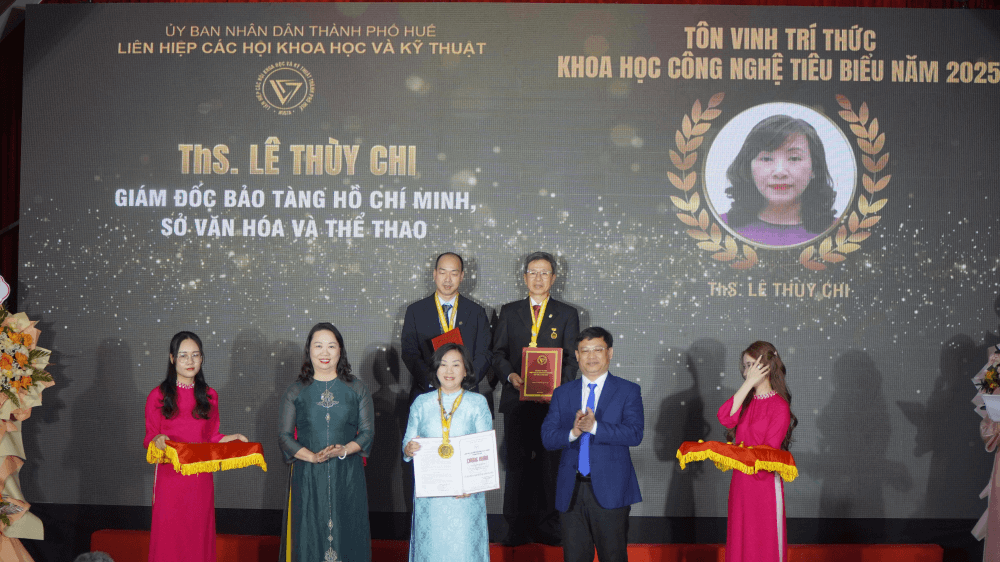 ỦY BAN NHÂN DÂN THÀNH PHỐ HUẾ
LIÊN HIỆP CÁC HỘI KHOA HỌC VÀ KỸ THUẬT
ThS. LÊ THÙY CHI
GIÁM ĐỐC BẢO TÀNG HỒ CHÍ MINH,
SỞ VĂN HÓA VÀ THỂ THAO
TÔN VINH TRÍ THỨC
KHOA HỌC CÔNG NGHỆ TIÊU BIỂU NĂM 2025
ThS. LÊ THÙY CHI